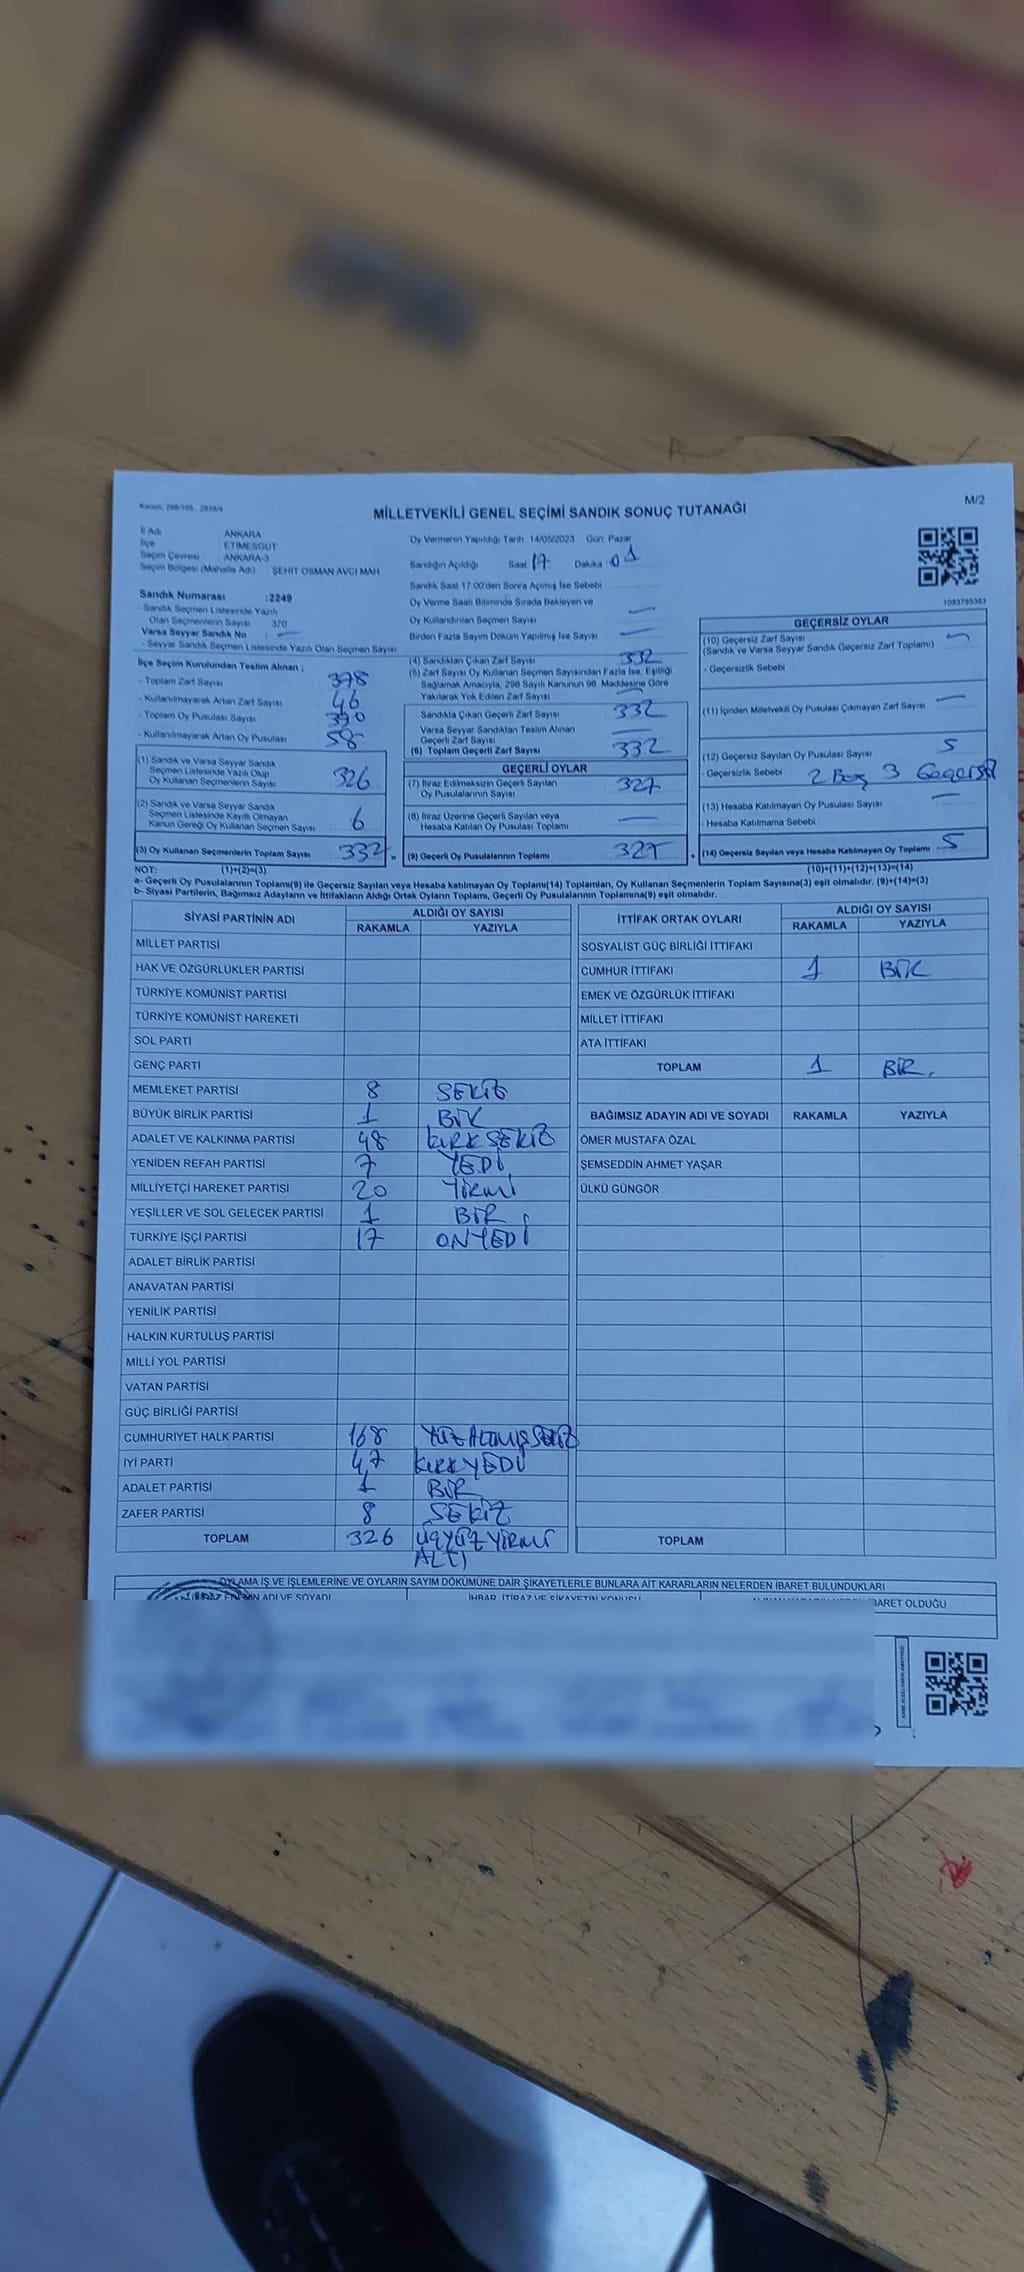 Kanun: 298/105 , 2839/4
M/2
MİLLETVEKİLİ GENEL SEÇİMİ SANDIK SONUÇ TUTANAĞI
İl Adı : ANKARA
İlçe : ETİMESGUT
Seçim Çevresi : ANKARA-3
Seçim Bölgesi (Mahalle Adı) : ŞEHİT OSMAN AVCI MAH.
Oy Vermenin Yapıldığı Tarih :14/05/2023 Gün: Pazar
Sandığın Açıldığı Saat: 17 Dakika: 01
Sandık Saat 17:00'den Sonra Açımış İse Sebebi
Oy Verme Saati Bitiminde Sırada Bekleyen ve
Oy Kullandırılan Seçmen Sayısı —
Birden Fazla Sayım Döküm Yapılmış İse Sayısı : —
Sandık Numarası :2249
- Sandık Seçmen Listesinde Yazılı
Olan Seçmenlerin Sayısı 370
Varsa Seyyar Sandık No : —
- Seyyar Sandık Seçmen Listesinde Yazılı Olan Seçmen Sayısı
1083795383
İlçe Seçim Kurulundan Teslim Alınan ;
- Toplam Zarf Sayısı 378
- Kullanılmayarak Artan Zarf Sayısı 46
- Toplam Oy Pusulası Sayısı 390
- Kullanılmayarak Artan Oy Pusulası 58
(1) Sandık ve Varsa Seyyar Sandık
Seçmen Listesinde Yazılı Olup
Oy Kullanan Seçmenlerin Sayısı 326
(2) Sandık ve Varsa Seyyar Sandık
Seçmen Listesinde Kayıtlı Olmayan
Kanun Gereği Oy Kullanan Seçmen Sayısı 6
(3) Oy Kullanan Seçmenlerin Toplam Sayısı 332 =
(4) Sandıktan Çıkan Zarf Sayısı 332
(5) Zarf Sayısı Oy Kullanan Seçmen Sayısından Fazla İse, Eşitliği
Sağlamak Amacıyla, 298 Sayılı Kanunun 98. Maddesine Göre
Yakılarak Yok Edilen Zarf Sayısı —
Sandıkta Çıkan Geçerli Zarf Sayısı 332
Varsa Seyyar Sandıktan Teslim Alınan
Geçerli Zarf Sayısı
(6) Toplam Geçerli Zarf Sayısı 332
GEÇERLİ OYLAR
(7) İtiraz Edilmeksizin Geçerli Sayılan
Oy Pusulalarının Sayısı 327
(8) İtiraz Üzerine Geçerli Sayılan veya
Hesaba Katılan Oy Pusulası Toplamı —
(9) Geçerli Oy Pusulalarının Toplamı 327 +
GEÇERSİZ OYLAR
(10) Geçersiz Zarf Sayısı —
(Sandık ve Varsa Seyyar Sandık Geçersiz Zarf Toplamı)
- Geçersizlik Sebebi
(11) İçinden Milletvekili Oy Pusulası Çıkmayan Zarf Sayısı —
(12) Geçersiz Sayılan Oy Pusulası Sayısı 5
- Geçersizlik Sebebi : 2 Boş 3 Geçersiz
(13) Hesaba Katılmayan Oy Pusulası Sayısı —
- Hesaba Katılmama Sebebi :
(14) Geçersiz Sayılan veya Hesaba Katılmayan Oy Toplamı 5
NOT: (1)+(2)=(3) (10)+(11)+(12)+(13)=(14)
a- Geçerli Oy Pusulalarının Toplamı(9) ile Geçersiz Sayılan veya Hesaba katılmayan Oy Toplamı(14) Toplamları, Oy Kullanan Seçmenlerin Toplam Sayısına(3) eşit olmalıdır. (9)+(14)=(3)
b- Siyasi Partilerin, Bağımsız Adayların ve İttifakların Aldığı Ortak Oyların Toplamı, Geçerli Oy Pusulalarının Toplamına(9) eşit olmalıdır.
SİYASİ PARTİNİN ADI ALDIĞI OY SAYISI
RAKAMLA YAZIYLA
MİLLET PARTİSİ
HAK VE ÖZGÜRLÜKLER PARTİSİ
TÜRKİYE KOMÜNİST PARTİSİ
TÜRKİYE KOMÜNİST HAREKETİ
SOL PARTİ
GENÇ PARTİ
MEMLEKET PARTİSİ 8 SEKİZ
BÜYÜK BİRLİK PARTİSİ 1 BİR
ADALET VE KALKINMA PARTİSİ 48 KIRKSEKİZ
YENİDEN REFAH PARTİSİ 7 YEDİ
MİLLİYETÇİ HAREKET PARTİSİ 20 YİRMİ
YEŞİLLER VE SOL GELECEK PARTİSİ 1 BİR
TÜRKİYE İŞÇİ PARTİSİ 17 ONYEDİ
ADALET BİRLİK PARTİSİ
ANAVATAN PARTİSİ
YENİLİK PARTİSİ
HALKIN KURTULUŞ PARTİSİ
MİLLİ YOL PARTİSİ
VATAN PARTİSİ
GÜÇ BİRLİĞİ PARTİSİ
CUMHURİYET HALK PARTİSİ 168 YÜZALTMIŞSEKİZ
İYİ PARTİ 47 KIRKYEDİ
ADALET PARTİSİ 1 BİR
ZAFER PARTİSİ 8 SEKİZ
TOPLAM 326 ÜÇYÜZYİRMİ
ALTI
İTTİFAK ORTAK OYLARI ALDIĞI OY SAYISI
RAKAMLA YAZIYLA
SOSYALİST GÜÇ BİRLİĞİ İTTİFAKI
CUMHUR İTTİFAKI 1 BİR
EMEK VE ÖZGÜRLÜK İTTİFAKI
MİLLET İTTİFAKI
ATA İTTİFAKI
TOPLAM 1 BİR.
BAĞIMSIZ ADAYIN ADI VE SOYADI RAKAMLA YAZIYLA
ÖMER MUSTAFA ÖZAL
ŞEMSEDDİN AHMET YAŞAR
ÜLKÜ GÜNGÖR
TOPLAM
OYLAMA İŞ VE İŞLEMLERİNE VE OYLARIN SAYIM DÖKÜMÜNE DAİR ŞİKAYETLERLE BUNLARA AİT KARARLARIN NELERDEN İBARET BULUNDUKLARI
ADI VE SOYADI İHBAR, İTİRAZ VE ŞİKAYETİN KONUSU İBARET OLDUĞU